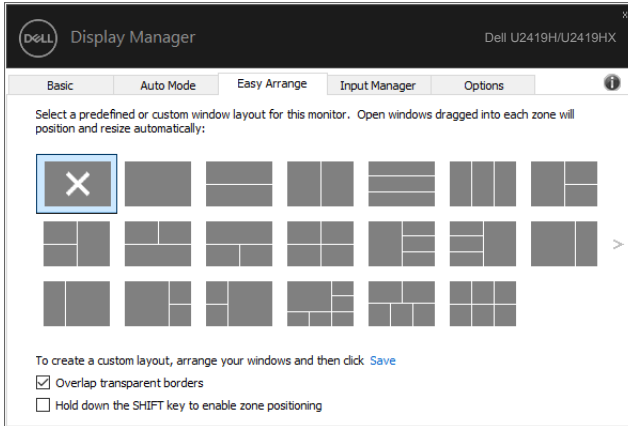 x
DELL Display Manager Dell U2419H/U2419HX
Basic Auto Mode Easy Arrange Input Manager Options i
Select a predefined or custom window layout for this monitor. Open windows dragged into each zone will
position and resize automatically:
>
To create a custom layout, arrange your windows and then click Save
Overlap transparent borders
Hold down the SHIFT key to enable zone positioning